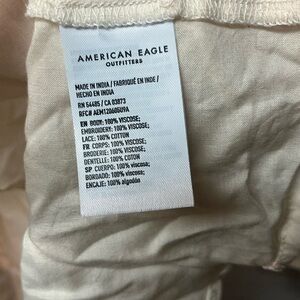 AMERICAN EAGLE
OUTFITTERS
MADE IN INDIA / FABRIQUÉ EN INDE /
HECHO EN INDIA
RN 54485 / CA 03873
RFC# AEM12060509A
EN BODY: 100% VISCOSE;
EMBROIDERY: 100% VISCOSE;
LACE: 100% COTTON
FR CORPS: 100% VISCOSE;
BRODERIE: 100% VISCOSE;
DENTELLE: 100% COTON
SP CUERPO: 100% viscosa;
BORDADO: 100% viscosa;
ENCAJE: 100% algodón